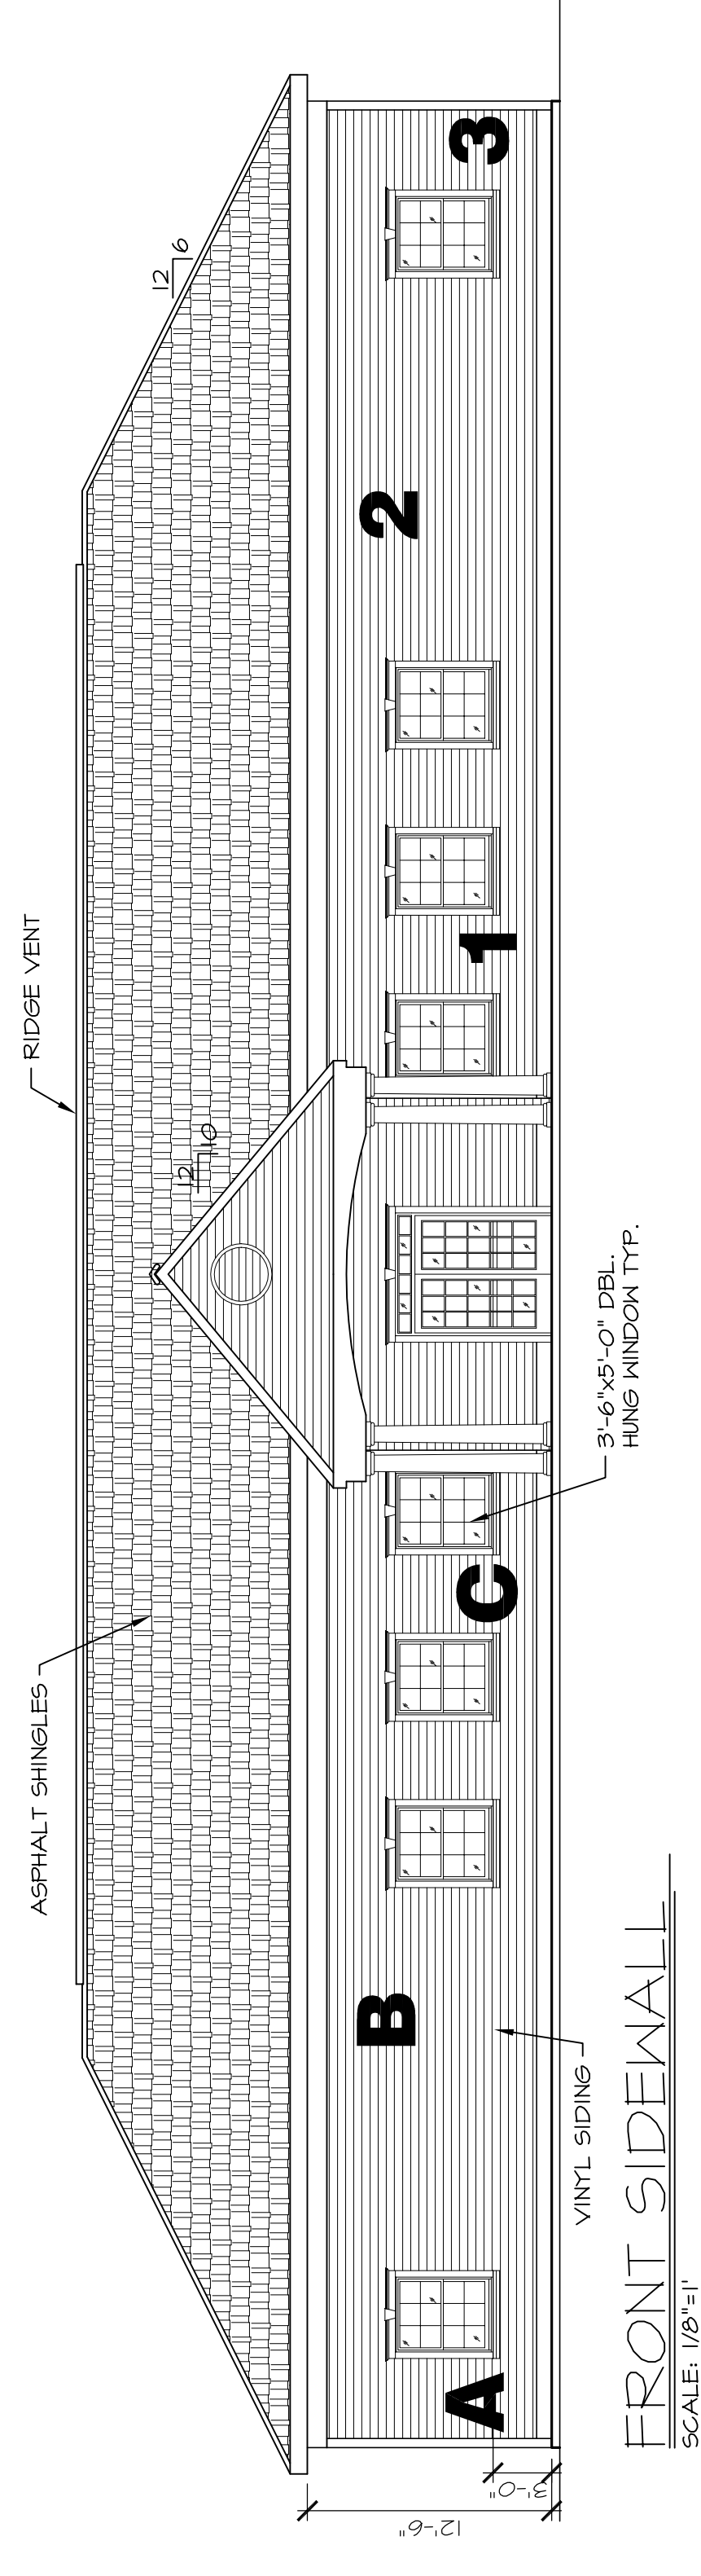 RIDGE VENT
ASPHALT SHINGLES
12
6
12
10
A
B
C
1
2
3
12'-6"
3'-0"
VINYL SIDING
3'-6"x5'-0" DBL.
HUNG WINDOW TYP.
FRONT SIDEWALL
SCALE: 1/8"=1'